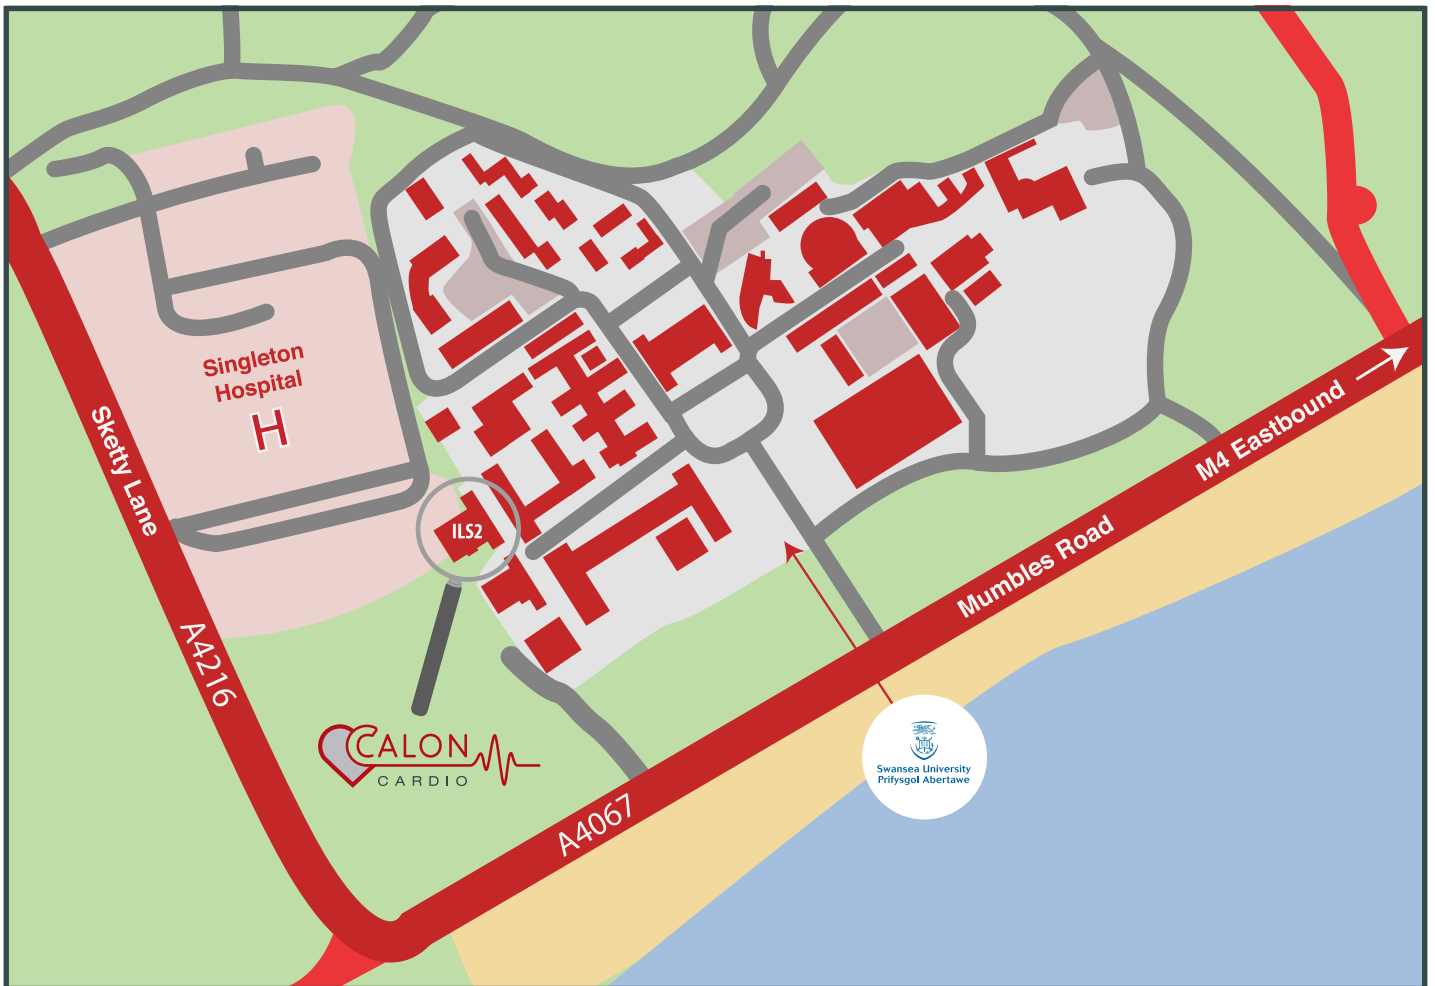 Singleton
Hospital
H
Sketty Lane
A4216
ILS2
CALON
CARDIO
A4067
Mumbles Road
M4 Eastbound
Swansea University
Prifysgol Abertawe